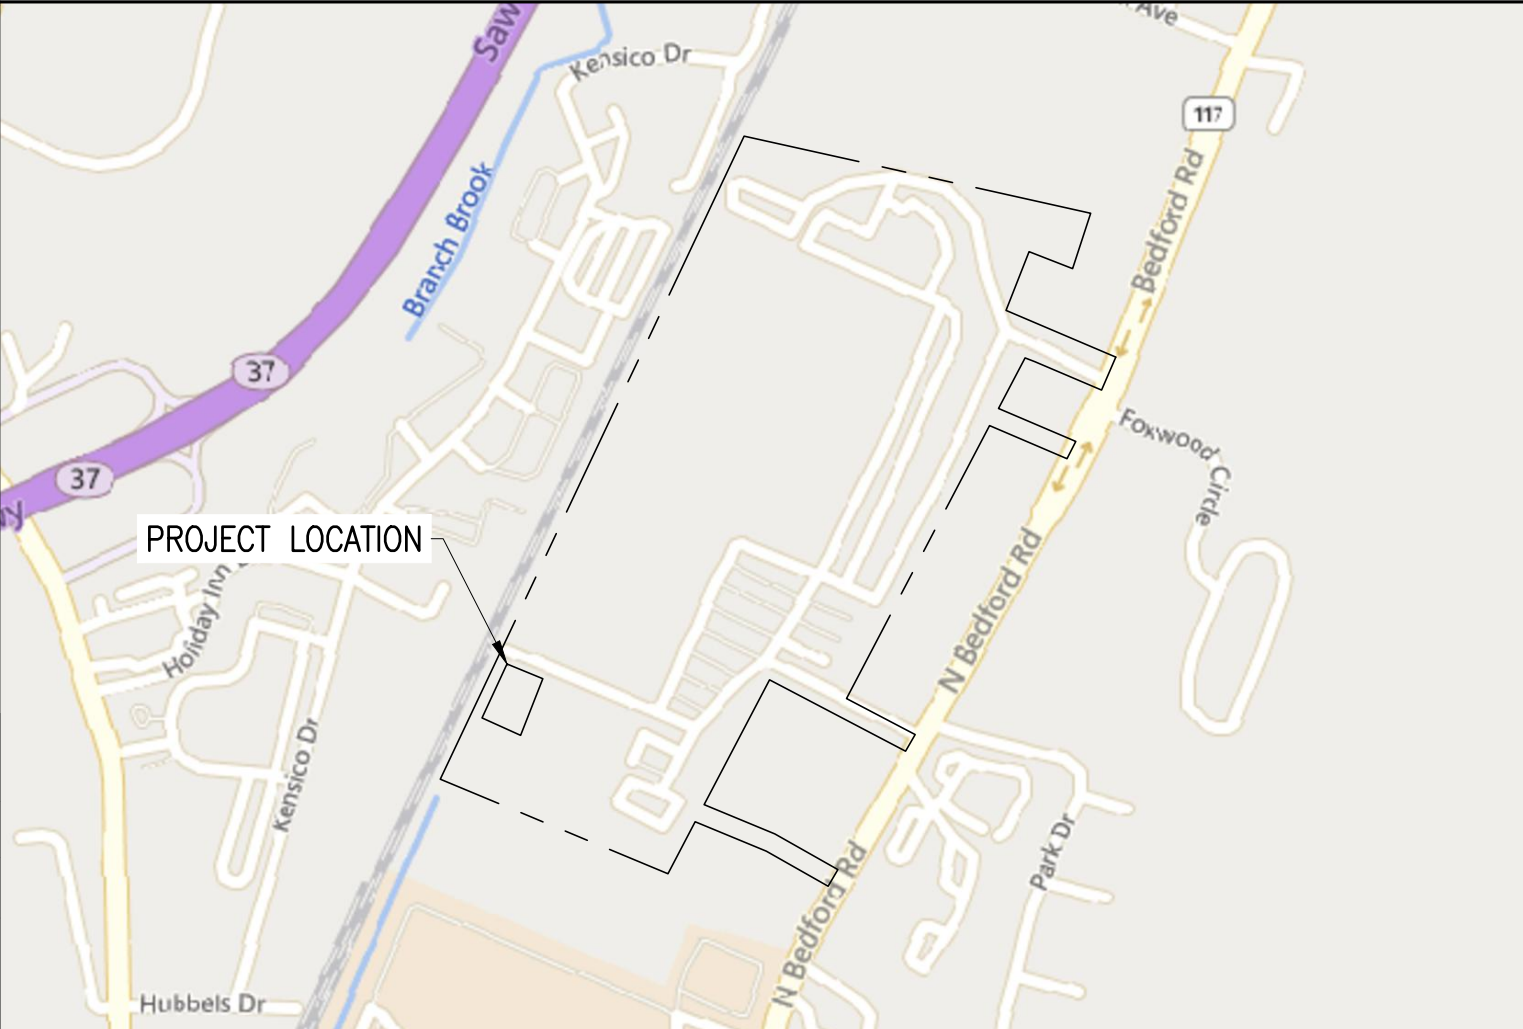 Ave
Saw
Kensico Dr
117
Bedford Rd
Branch Brook
37
37
Foxwood Circle
PROJECT LOCATION
Holiday Inn
N Bedford Rd
Kensico Dr
Park Dr
N Bedford Rd
Hubbels Dr